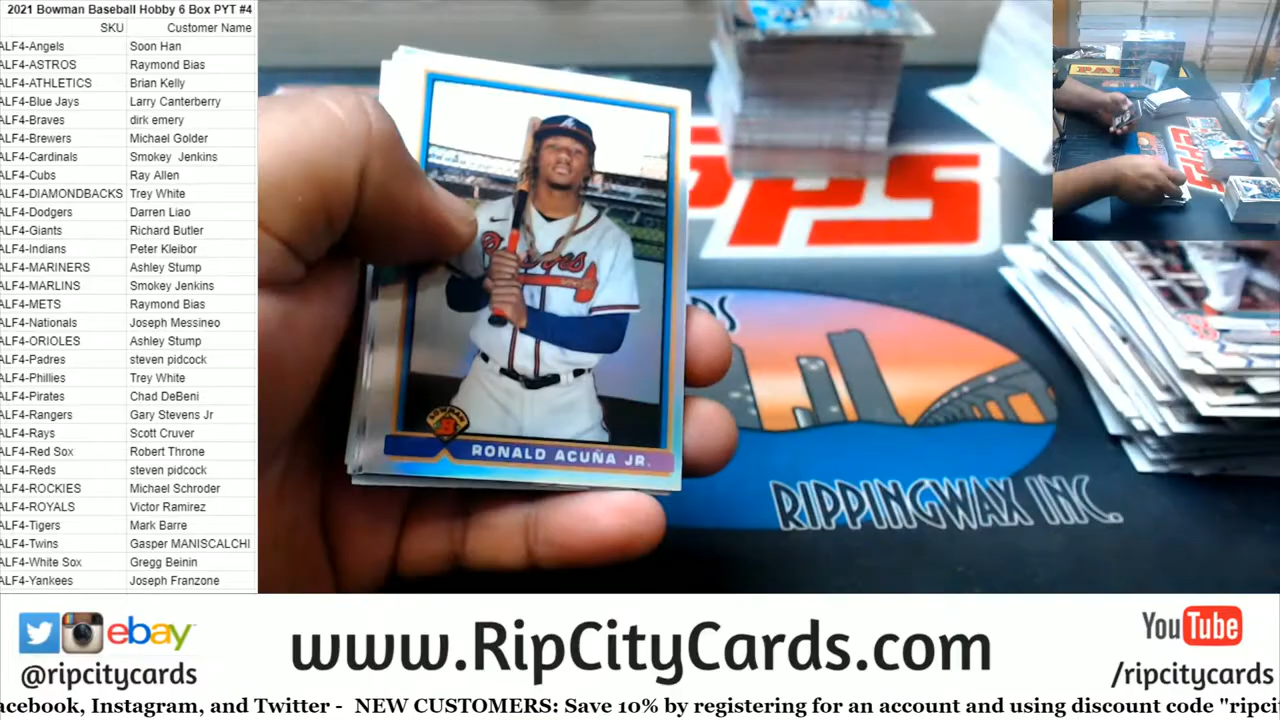 2021 Bowman Baseball Hobby 6 Box PYT #4
SKU Customer Name
ALF4-Angels Soon Han
ALF4-ASTROS Raymond Bias
ALF4-ATHLETICS Brian Kelly
ALF4-Blue Jays Larry Canterberry
ALF4-Braves dirk emery
ALF4-Brewers Michael Golder
ALF4-Cardinals Smokey Jenkins
ALF4-Cubs Ray Allen
ALF4-DIAMONDBACKS Trey White
ALF4-Dodgers Darren Liao
ALF4-Giants Richard Butler
ALF4-Indians Peter Kleibor
ALF4-MARINERS Ashley Stump
ALF4-MARLINS Smokey Jenkins
ALF4-METS Raymond Bias
ALF4-Nationals Joseph Messineo
ALF4-ORIOLES Ashley Stump
ALF4-Padres steven pidcock
ALF4-Phillies Trey White
ALF4-Pirates Chad DeBeni
ALF4-Rangers Gary Stevens Jr
ALF4-Rays Scott Cruver
ALF4-Red Sox Robert Throne
ALF4-Reds steven pidcock
ALF4-ROCKIES Michael Schroder
ALF4-ROYALS Victor Ramirez
ALF4-Tigers Mark Barre
ALF4-Twins Gasper MANISCALCHI
ALF4-White Sox Gregg Beinin
ALF4-Yankees Joseph Franzone
Braves
BOWMAN
B
RONALD ACUÑA JR.
RIPPINGWAX INC.
ebay
@ripcitycards
www.RipCityCards.com
YouTube
/ripcitycards
acebook, Instagram, and Twitter - NEW CUSTOMERS: Save 10% by registering for an account and using discount code "ripci